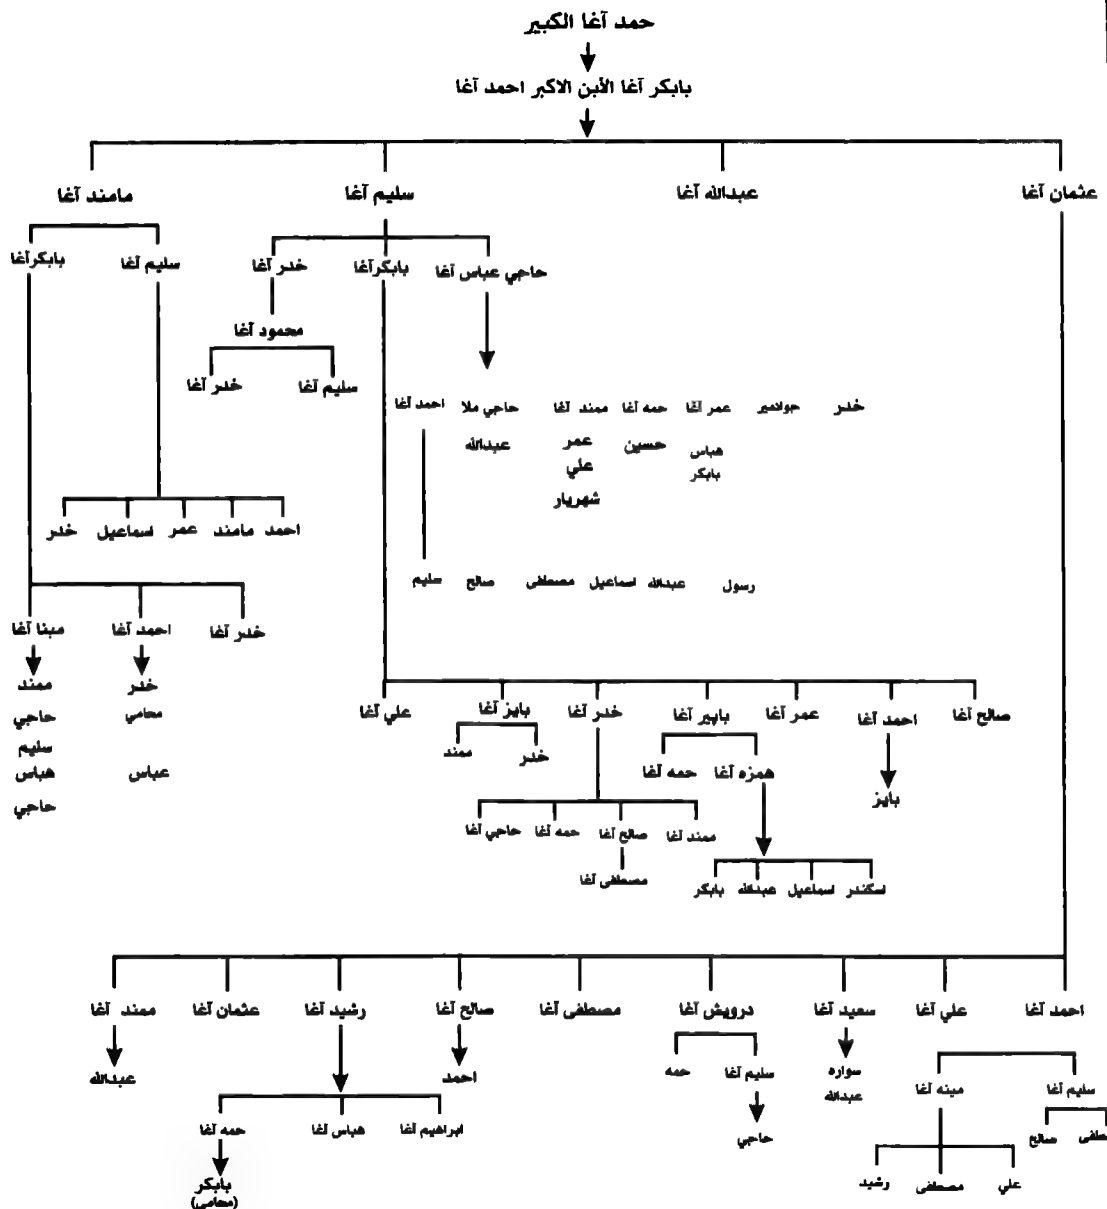 حمد آغا الكبير
بابكر آغا الأبن الاكبر احمد آغا
عثمان آغا عبدالله آغا سليم آغا مامند آغا
حاجي عباس آغا بابكرآغا خدر آغا سليم آغا بابكرآغا
محمود آغا
سليم آغا خدر آغا
خدر جوانمير عمر آغا حمه آغا ممند آغا حاجي ملا احمد آغا
هباس حسين عمر عبدالله
بابكر علي
شهريار
احمد مامند عمر اسماعيل خدر
رسول عبدالله اسماعيل مصطفى صالح سليم
خدر آغا احمد آغا مبنا آغا
خدر ممند
محامي حاجي
سليم
عباس هباس
حاجي
صالح آغا احمد آغا عمر آغا بابير آغا خدر آغا بايز آغا علي آغا
خدر ممند
همزه آغا حمه آغا
بايز
ممند آغا صالح آغا حمه آغا حاجي آغا
مصطفى آغا
اسكندر اسماعيل عبدالله بابكر
احمد آغا علي آغا سعيد آغا درويش آغا مصطفى آغا صالح آغا رشيد آغا عثمان آغا ممند آغا
سليم آغا مينه آغا سواره سليم آغا حمه احمد عبدالله
عبدالله
صالح حاجي ابراهيم آغا هباس آغا حمه آغا
علي مصطفى رشيد بابكر
(محامي)